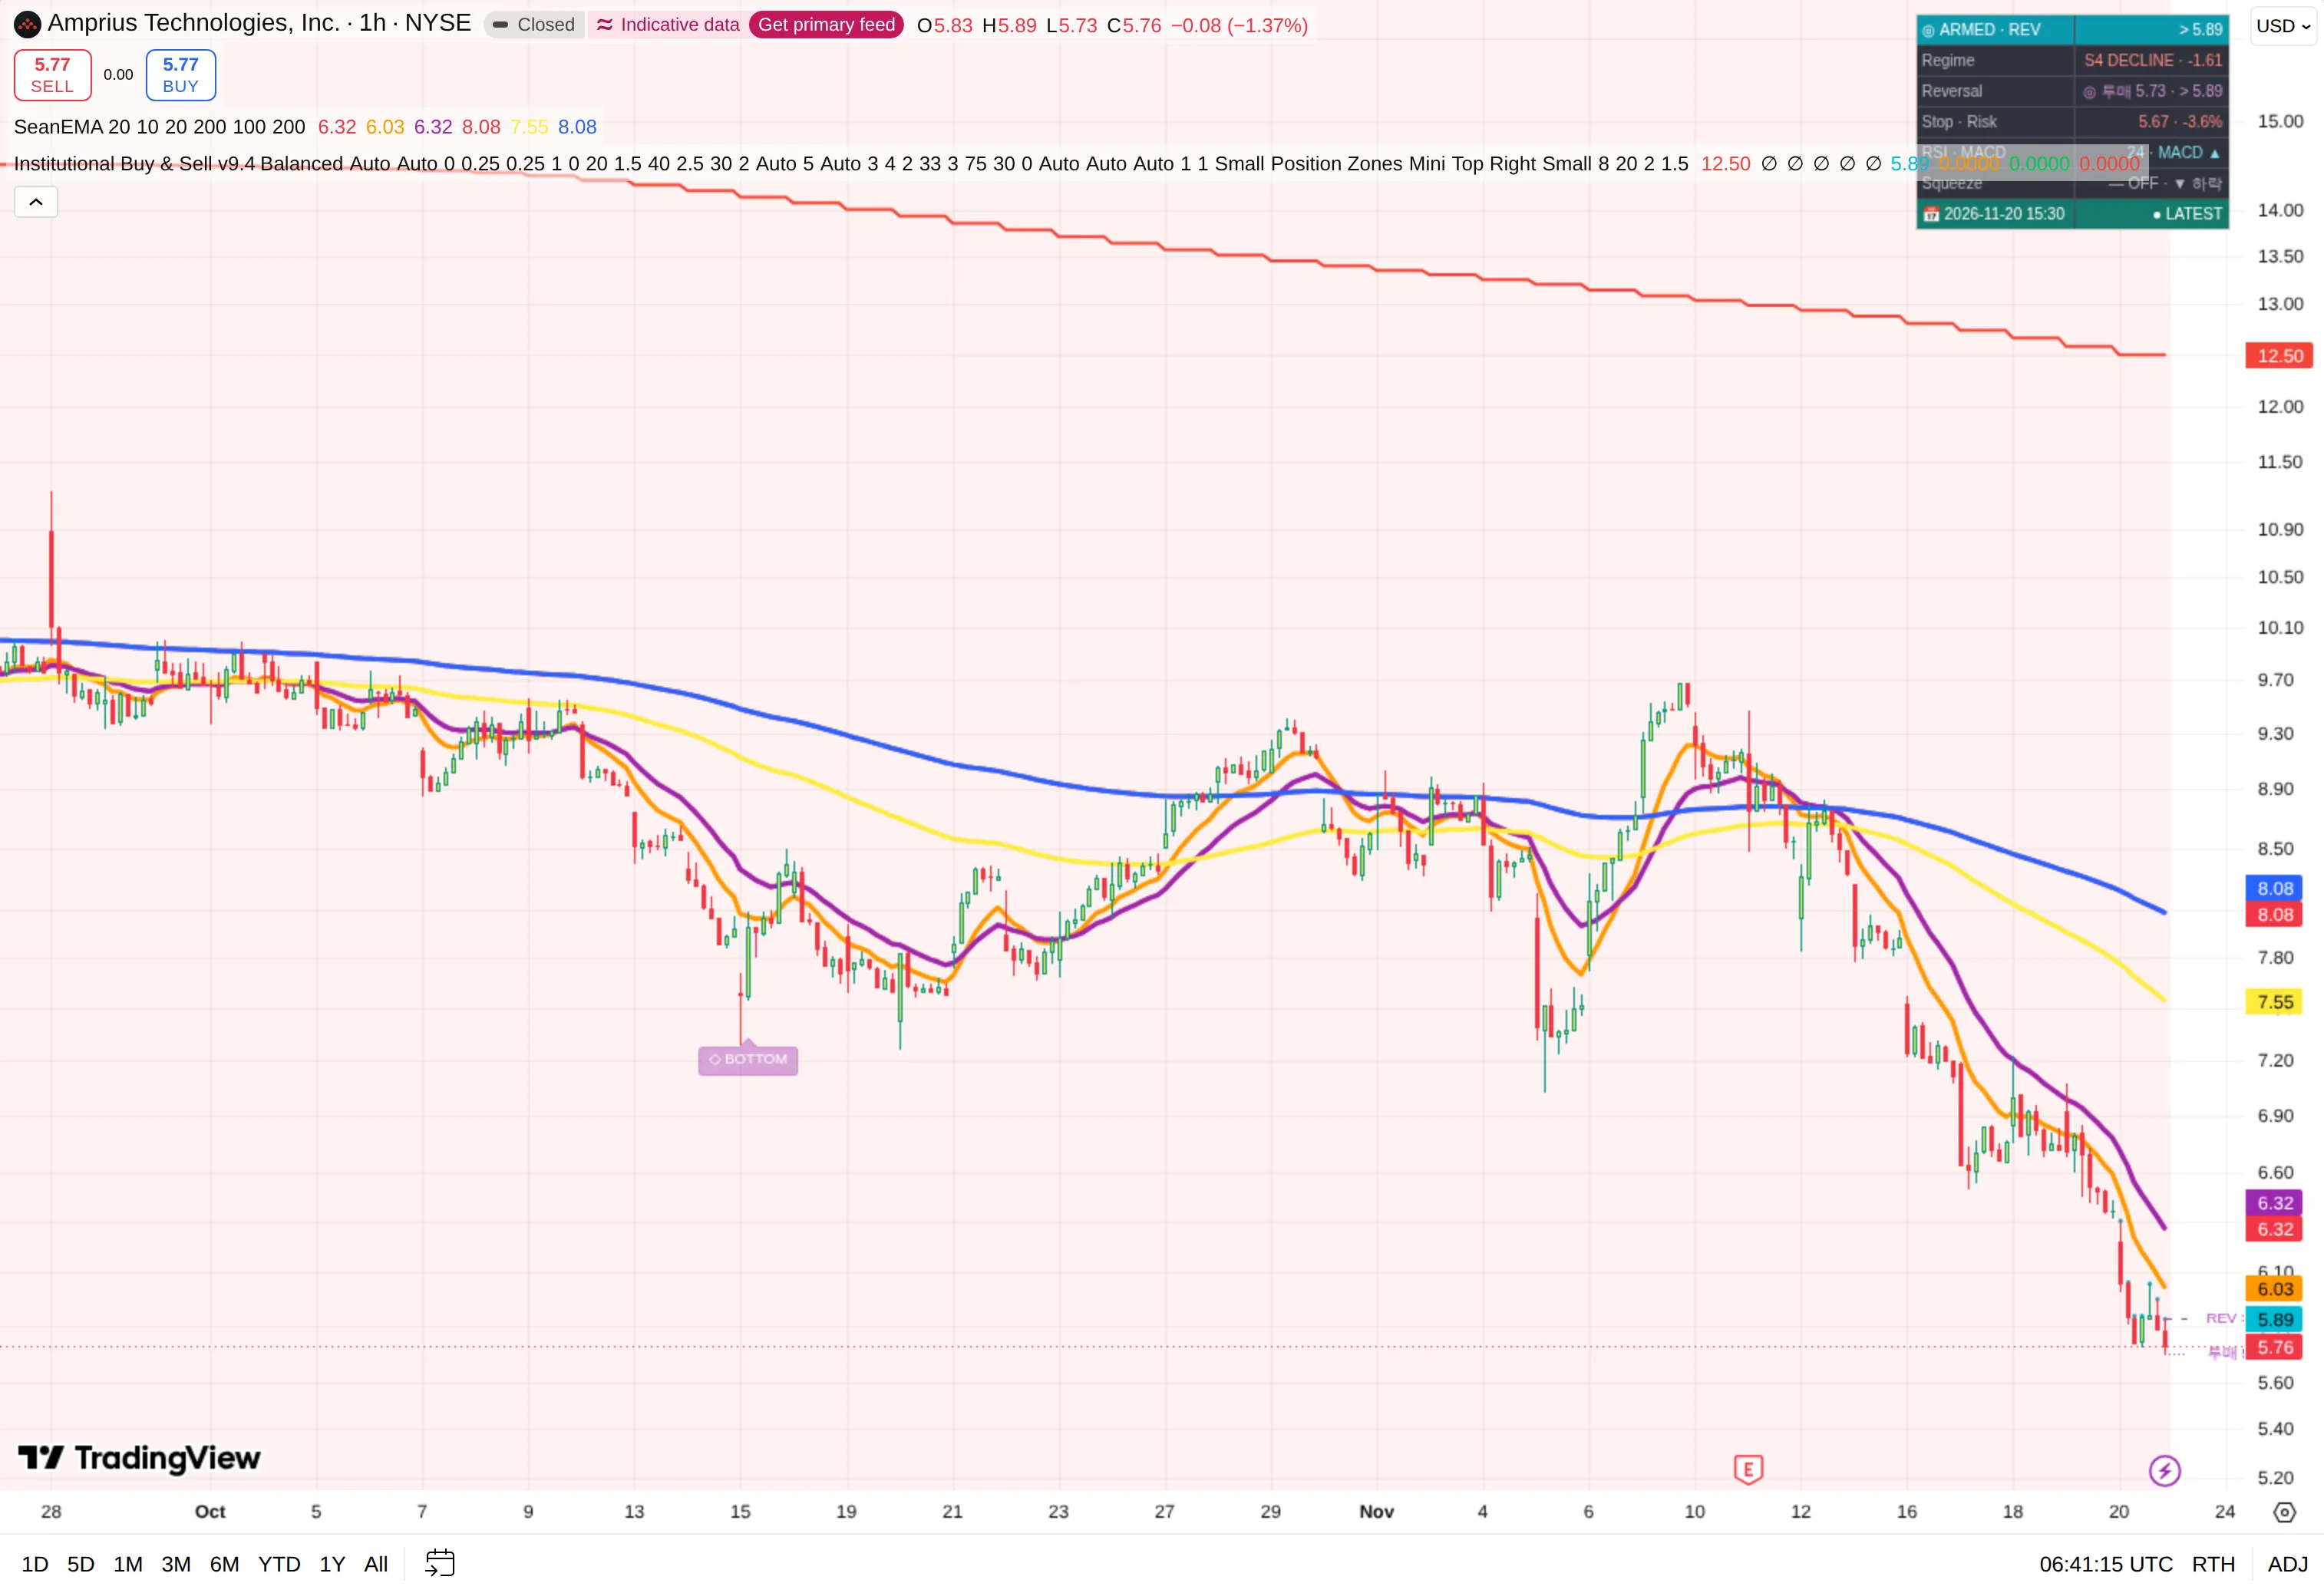 Amprius Technologies, Inc. · 1h · NYSE Closed Indicative data Get primary feed O5.83 H5.89 L5.73 C5.76 −0.08 (−1.37%)
USD
5.77 SELL 0.00 5.77 BUY
SeanEMA 20 10 20 200 100 200 6.32 6.03 6.32 8.08 7.55 8.08
Institutional Buy & Sell v9.4 Balanced Auto Auto 0 0.25 0.25 1 0 20 1.5 40 2.5 30 2 Auto 5 Auto 3 4 2 33 3 75 30 0 Auto Auto Auto 1 1 Small Position Zones Mini Top Right Small 8 20 2 1.5 12.50 ∅ ∅ ∅ ∅ ∅ 5.89 0.0000 0.0000 0.0000
◎ ARMED · REV > 5.89
Regime S4 DECLINE · -1.61
Reversal ◎ 투매 5.73 · > 5.89
Stop · Risk 5.67 · -3.6%
RSI · MACD 24 · MACD ▲
Squeeze — OFF · ▼ 하락
📅 2026-11-20 15:30 ● LATEST
15.00
14.00
13.50
13.00
12.50
12.00
11.50
10.90
10.50
10.10
9.70
9.30
8.90
8.50
8.08
8.08
7.80
7.55
7.20
6.90
6.60
6.32
6.32
6.10
6.03
5.89
5.76
5.60
5.40
5.20
◇ BOTTOM
REV
투매
TradingView
E
28 Oct 5 7 9 13 15 19 21 23 27 29 Nov 4 6 10 12 16 18 20 24
1D 5D 1M 3M 6M YTD 1Y All
06:41:15 UTC RTH ADJ